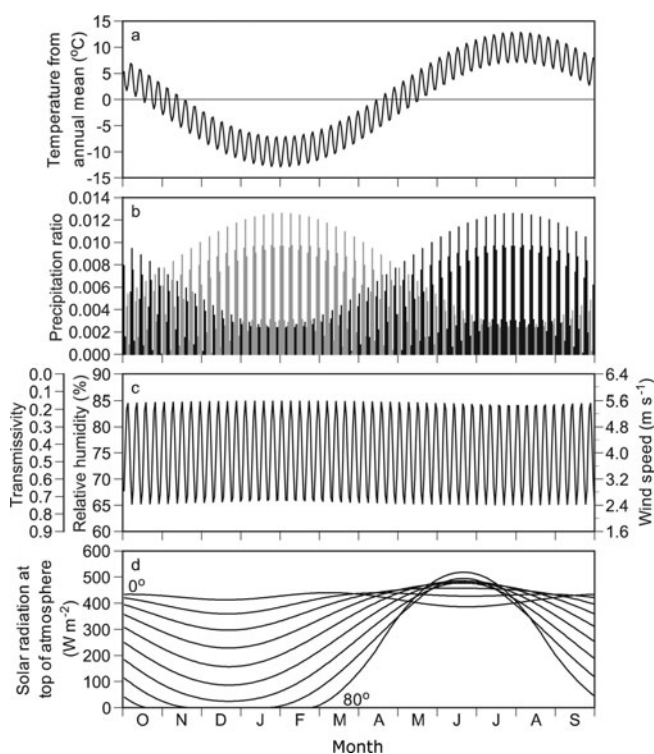 a
Temperature from
annual mean (ºC)
15
10
5
0
-5
-10
-15
b
Precipitation ratio
0.014
0.012
0.010
0.008
0.006
0.004
0.002
0.000
c
Transmissivity
0.0
0.1
0.2
0.3
0.4
0.5
0.6
0.7
0.8
0.9
Relative humidity (%)
90
85
80
75
70
65
60
6.4
5.6
4.8
4.0
3.2
2.4
1.6
Wind speed (m s-1)
d
Solar radiation at
top of atmosphere
(W m-2)
600
500
400
300
200
100
0
0º
80º
O N D J F M A M J J A S
Month